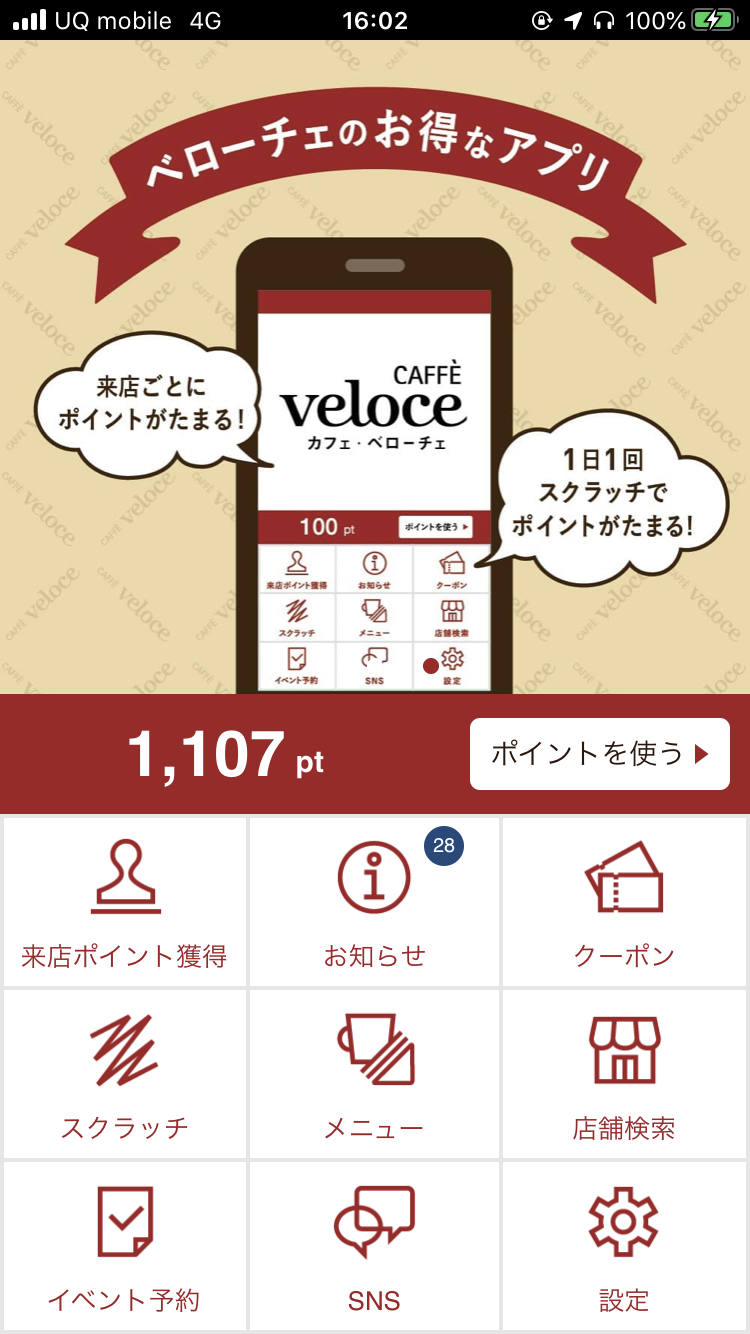 UQ mobile 4G 16:02 100%
ベローチェのお得なアプリ
来店ごとに
ポイントがたまる!
CAFFÈ
veloce
カフェ・ベローチェ
1日1回
スクラッチで
ポイントがたまる!
100 pt ポイントを使う
来店ポイント獲得 お知らせ クーポン
スクラッチ メニュー 店舗検索
イベント予約 SNS 設定
1,107 pt ポイントを使う
28
来店ポイント獲得 お知らせ クーポン
スクラッチ メニュー 店舗検索
イベント予約 SNS 設定
CAFFÈ veloce